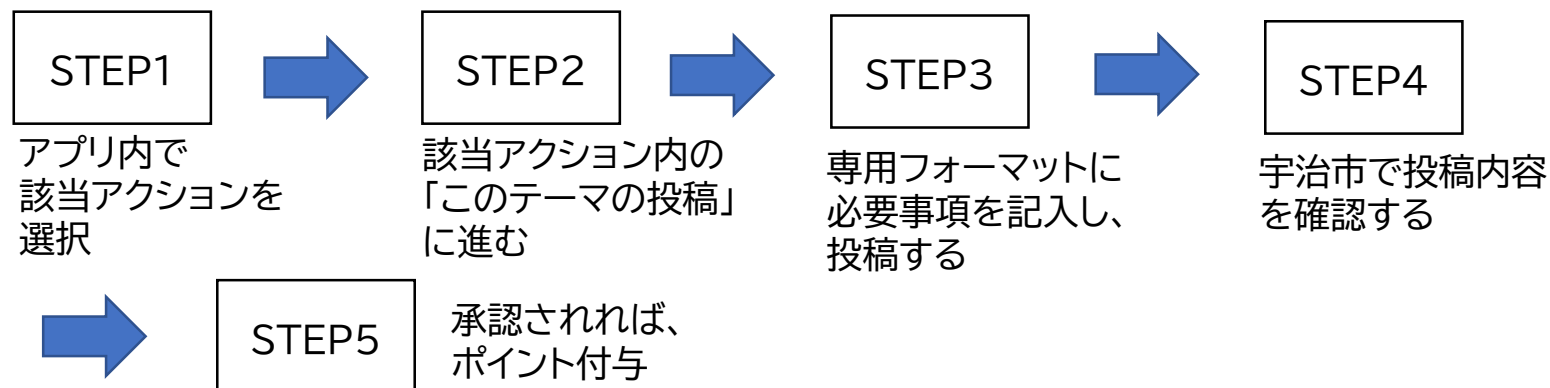 STEP1
アプリ内で
該当アクションを
選択
STEP2
該当アクション内の
「このテーマの投稿」
に進む
STEP3
専用フォーマットに
必要事項を記入し、
投稿する
STEP4
宇治市で投稿内容
を確認する
STEP5
承認されれば、
ポイント付与